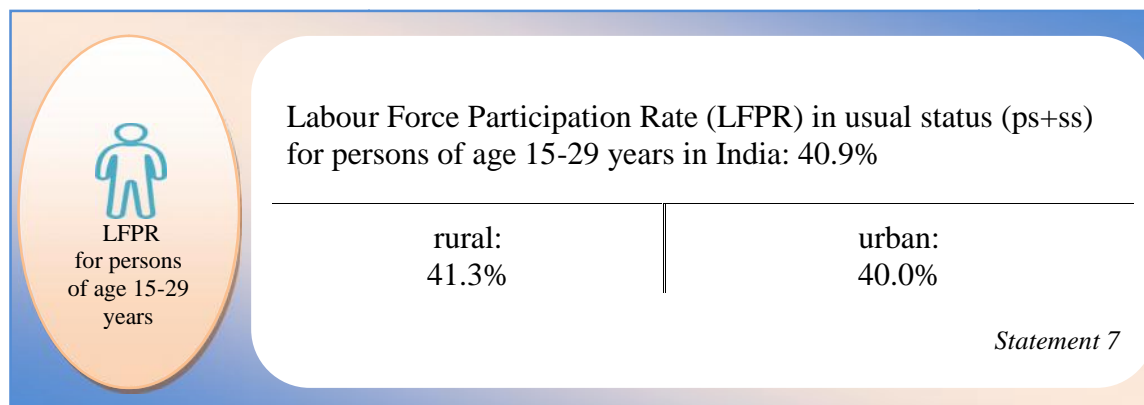 LFPR
for persons
of age 15-29
years
Labour Force Participation Rate (LFPR) in usual status (ps+ss)
for persons of age 15-29 years in India: 40.9%
rural:
41.3%
urban:
40.0%
Statement 7